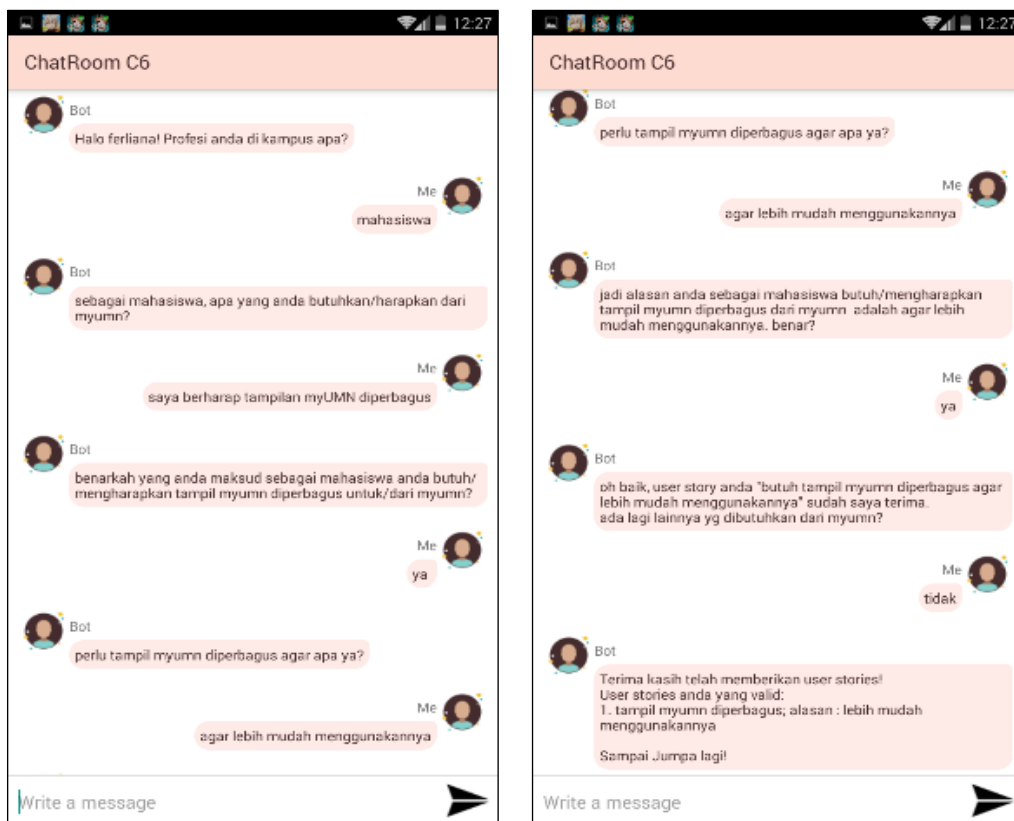 12:27
ChatRoom C6
Bot
Halo ferliana! Profesi anda di kampus apa?
Me
mahasiswa
Bot
sebagai mahasiswa, apa yang anda butuhkan/harapkan dari
myumn?
Me
saya berharap tampilan myUMN diperbagus
Bot
benarkah yang anda maksud sebagai mahasiswa anda butuh/
mengharapkan tampil myumn diperbagus untuk/dari myumn?
Me
ya
Bot
perlu tampil myumn diperbagus agar apa ya?
Me
agar lebih mudah menggunakannya
Write a message
12:27
ChatRoom C6
Bot
perlu tampil myumn diperbagus agar apa ya?
Me
agar lebih mudah menggunakannya
Bot
jadi alasan anda sebagai mahasiswa butuh/mengharapkan
tampil myumn diperbagus dari myumn adalah agar lebih
mudah menggunakannya. benar?
Me
ya
Bot
oh baik, user story anda "butuh tampil myumn diperbagus agar
lebih mudah menggunakannya" sudah saya terima.
ada lagi lainnya yg dibutuhkan dari myumn?
Me
tidak
Bot
Terima kasih telah memberikan user stories!
User stories anda yang valid:
1. tampil myumn diperbagus; alasan : lebih mudah
menggunakannya
Sampai Jumpa lagi!
Write a message